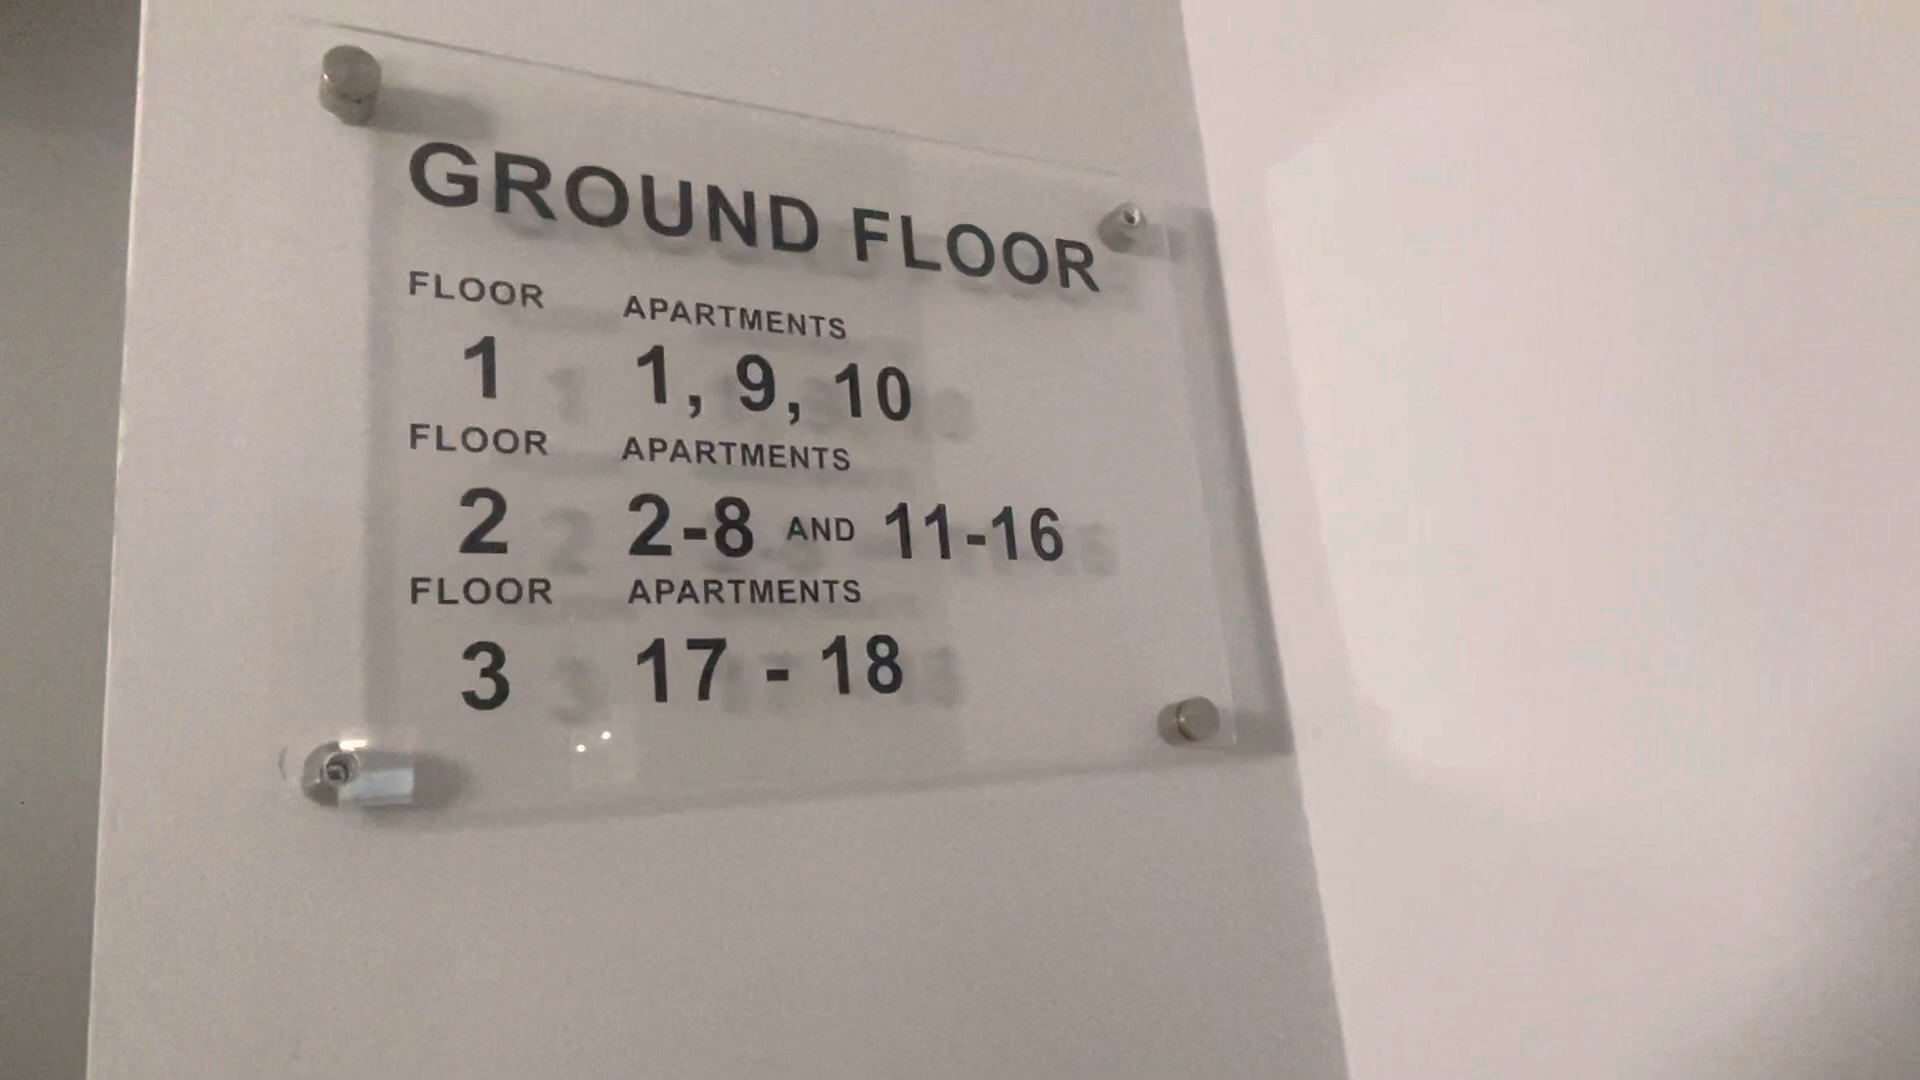 GROUND FLOOR
FLOOR APARTMENTS
1 1, 9, 10
FLOOR APARTMENTS
2 2-8 AND 11-16
FLOOR APARTMENTS
3 17 - 18